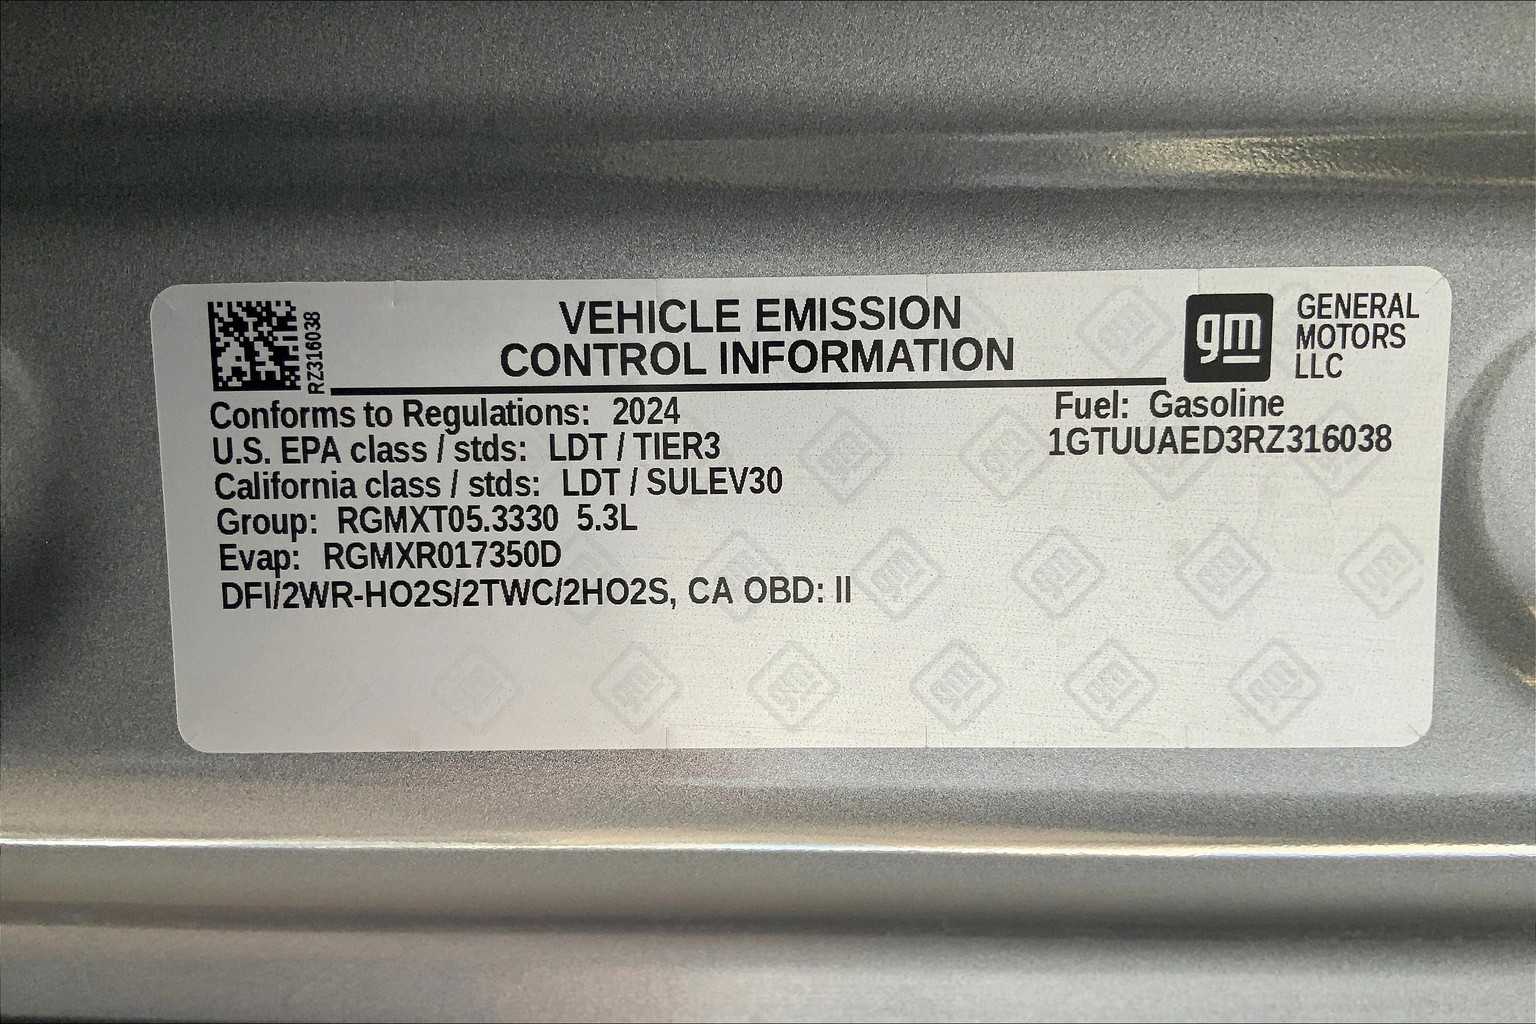 RZ316038
VEHICLE EMISSION
CONTROL INFORMATION
gm
GENERAL
MOTORS
LLC
Conforms to Regulations: 2024
U.S. EPA class / stds: LDT / TIER3
California class / stds: LDT / SULEV30
Group: RGMXT05.3330 5.3L
Evap: RGMXR017350D
DFI/2WR-HO2S/2TWC/2HO2S, CA OBD: II
Fuel: Gasoline
1GTUUAED3RZ316038